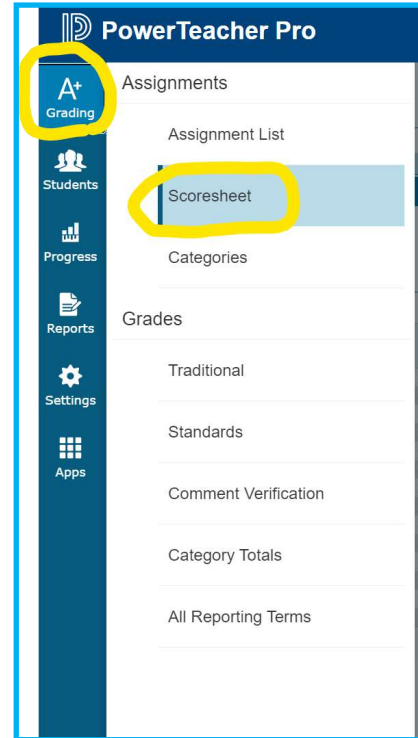 PowerTeacher Pro
A+
Grading
Students
Progress
Reports
Settings
Apps
Assignments
Assignment List
Scoresheet
Categories
Grades
Traditional
Standards
Comment Verification
Category Totals
All Reporting Terms